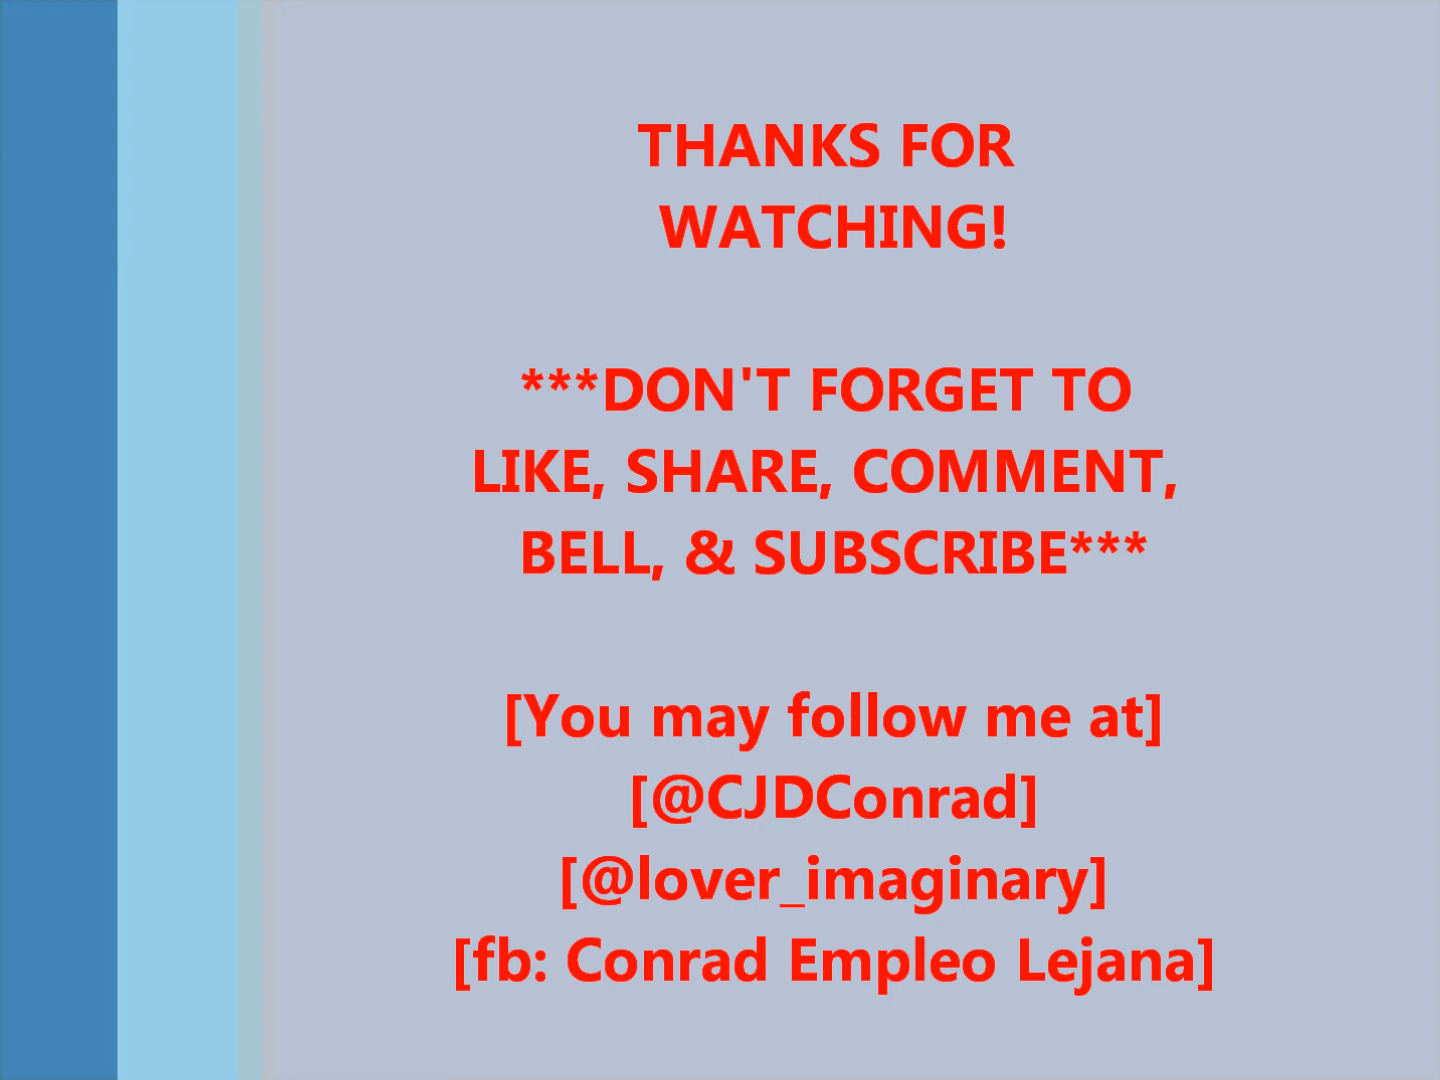 THANKS FOR
WATCHING!
***DON'T FORGET TO
LIKE, SHARE, COMMENT,
BELL, & SUBSCRIBE***
[You may follow me at]
[@CJDConrad]
[@lover_imaginary]
[fb: Conrad Empleo Lejana]